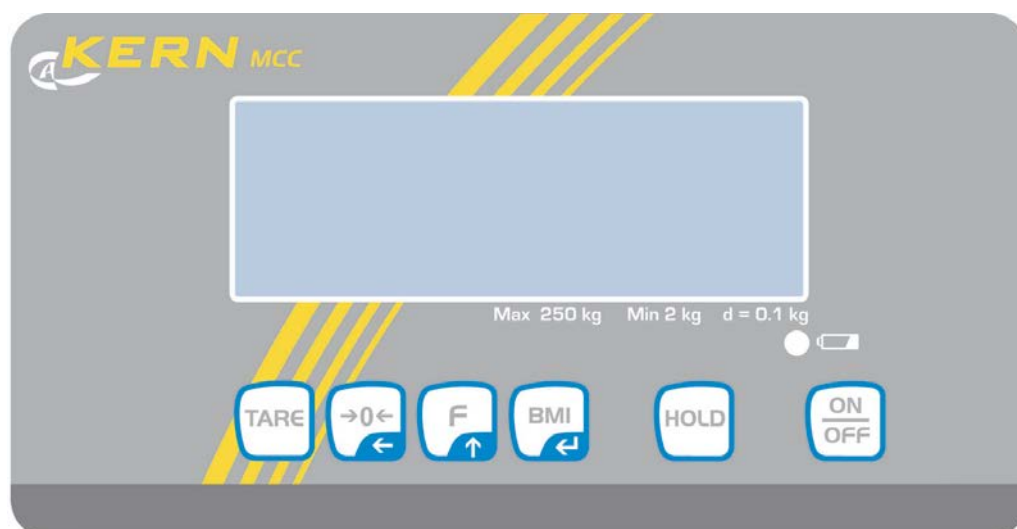 KERN MCC
Max 250 kg Min 2 kg d = 0.1 kg
TARE →0← F BMI HOLD ON
OFF